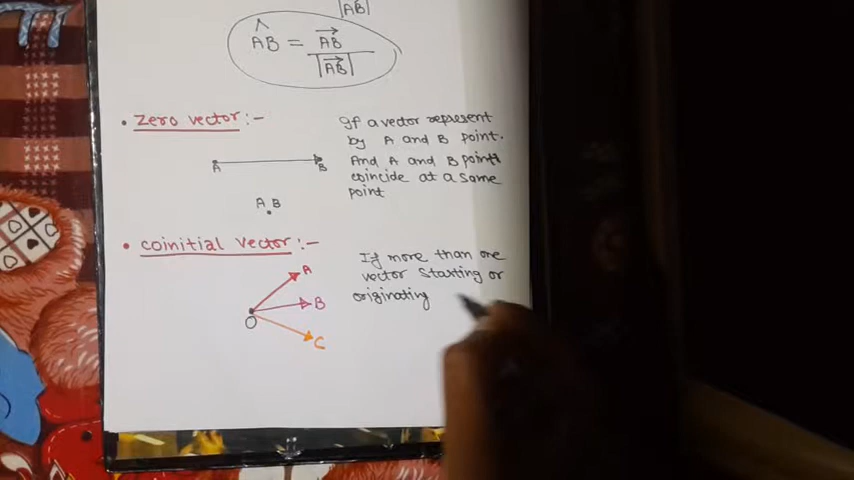 |AB|
AB = AB
|AB|
• Zero vector :-
If a vector represent
by A and B point.
And A and B point
coincide at a same
point
A B
A B
• coinitial vector :-
If more than one
vector starting or
originating
A
B
O
C